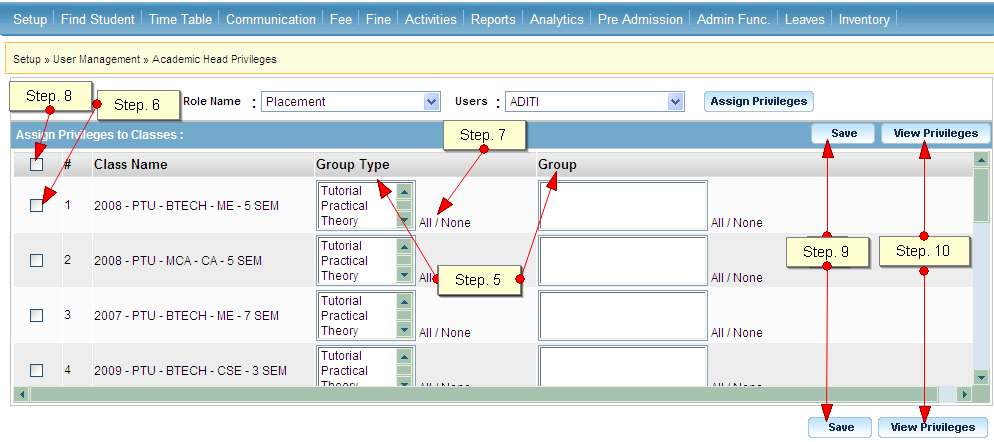 Setup Find Student Time Table Communication Fee Fine Activities Reports Analytics Pre Admission Admin Func. Leaves Inventory
Setup » User Management » Academic Head Privileges
Step. 8
Step. 6
Role Name : Placement Users : ADITI Assign Privileges
Assign Privileges to Classes :
Step. 7
Save View Privileges
# Class Name Group Type Group
1 2008 - PTU - BTECH - ME - 5 SEM
Tutorial
Practical
Theory
All / None
All / None
2 2008 - PTU - MCA - CA - 5 SEM
Tutorial
Practical
Theory
All
All / None
Step. 5
Step. 9
Step. 10
3 2007 - PTU - BTECH - ME - 7 SEM
Tutorial
Practical
Theory
All / None
All / None
4 2009 - PTU - BTECH - CSE - 3 SEM
Tutorial
Practical
Theory
All / None
All / None
Save View Privileges